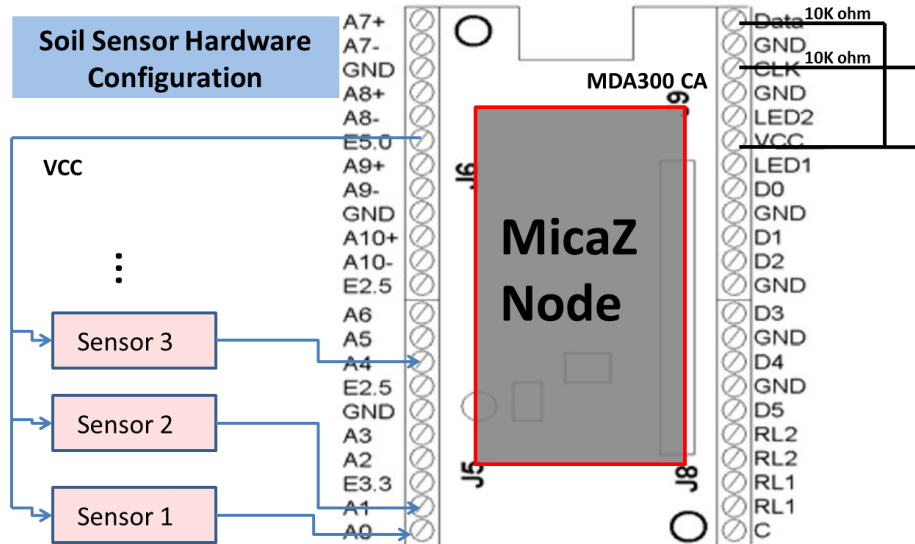 Soil Sensor Hardware
Configuration
VCC
⋮
Sensor 3
Sensor 2
Sensor 1
A7+
A7-
GND
A8+
A8-
E5.0
A9+
A9-
GND
A10+
A10-
E2.5
A6
A5
A4
E2.5
GND
A3
A2
E3.3
A1
A0
MDA300 CA
J9
J6
MicaZ
Node
J5
J8
Data 10K ohm
GND
CLK 10K ohm
GND
LED2
VCC
LED1
D0
GND
D1
D2
GND
D3
GND
D4
GND
D5
RL2
RL2
RL1
RL1
C